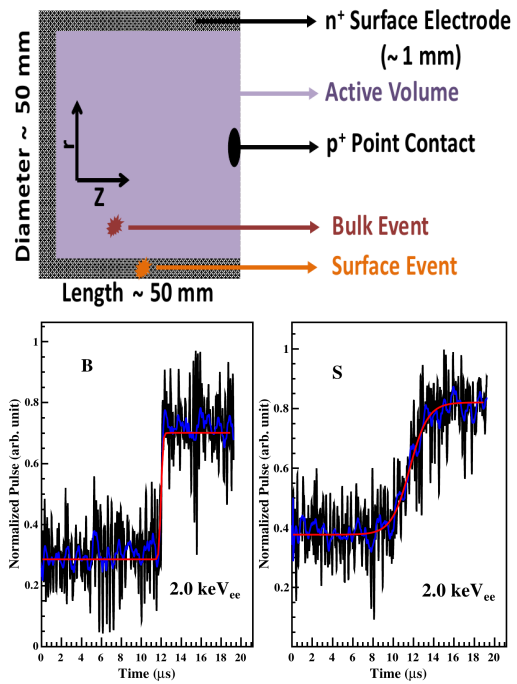 n+ Surface Electrode
(~ 1 mm)
Active Volume
p+ Point Contact
Bulk Event
Surface Event
Diameter ~ 50 mm
r
Z
Length ~ 50 mm
B
Normalized Pulse (arb. unit)
1
0.8
0.6
0.4
0.2
0
2.0 keVee
0 2 4 6 8 10 12 14 16 18 20
Time (μs)
S
Normalized Pulse (arb. unit)
1
0.8
0.6
0.4
0.2
2.0 keVee
0 2 4 6 8 10 12 14 16 18 20
Time (μs)